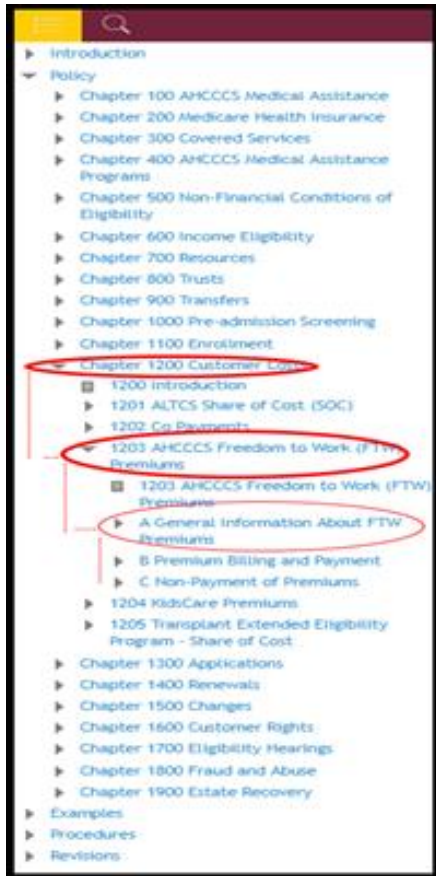 Introduction
Policy
Chapter 100 AHCCCS Medical Assistance
Chapter 200 Medicare Health Insurance
Chapter 300 Covered Services
Chapter 400 AHCCCS Medical Assistance
Programs
Chapter 500 Non-Financial Conditions of
Eligibility
Chapter 600 Income Eligibility
Chapter 700 Resources
Chapter 800 Trusts
Chapter 900 Transfers
Chapter 1000 Pre-admission Screening
Chapter 1100 Enrollment
Chapter 1200 Customer Costs
1200 Introduction
1201 ALTCS Share of Cost (SOC)
1202 Co Payments
1203 AHCCCS Freedom to Work (FTW)
Premiums
1203 AHCCCS Freedom to Work (FTW)
Premiums
A General Information About FTW
Premiums
B Premium Billing and Payment
C Non-Payment of Premiums
1204 KidsCare Premiums
1205 Transplant Extended Eligibility
Program - Share of Cost
Chapter 1300 Applications
Chapter 1400 Renewals
Chapter 1500 Changes
Chapter 1600 Customer Rights
Chapter 1700 Eligibility Hearings
Chapter 1800 Fraud and Abuse
Chapter 1900 Estate Recovery
Examples
Procedures
Revisions